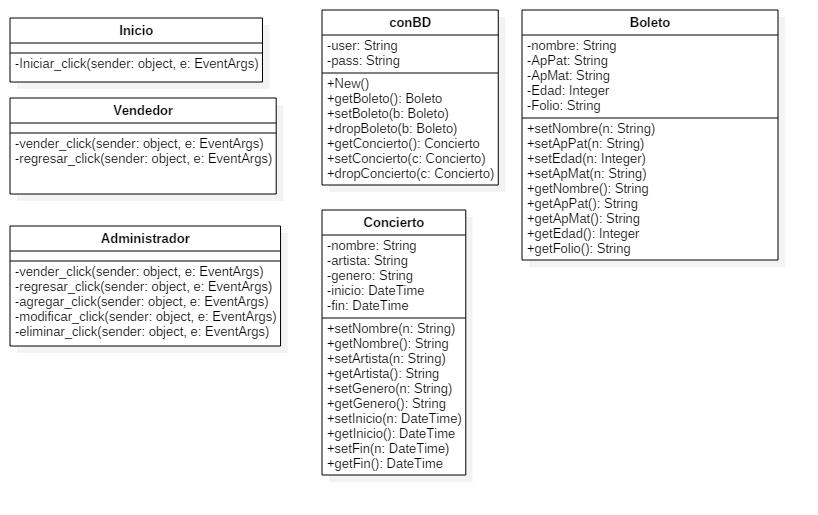 Inicio
-Iniciar_click(sender: object, e: EventArgs)
Vendedor
-vender_click(sender: object, e: EventArgs)
-regresar_click(sender: object, e: EventArgs)
Administrador
-vender_click(sender: object, e: EventArgs)
-regresar_click(sender: object, e: EventArgs)
-agregar_click(sender: object, e: EventArgs)
-modificar_click(sender: object, e: EventArgs)
-eliminar_click(sender: object, e: EventArgs)
conBD
-user: String
-pass: String
+New()
+getBoleto(): Boleto
+setBoleto(b: Boleto)
+dropBoleto(b: Boleto)
+getConcierto(): Concierto
+setConcierto(c: Concierto)
+dropConcierto(c: Concierto)
Concierto
-nombre: String
-artista: String
-genero: String
-inicio: DateTime
-fin: DateTime
+setNombre(n: String)
+getNombre(): String
+setArtista(n: String)
+getArtista(): String
+setGenero(n: String)
+getGenero(): String
+setInicio(n: DateTime)
+getInicio(): DateTime
+setFin(n: DateTime)
+getFin(): DateTime
Boleto
-nombre: String
-ApPat: String
-ApMat: String
-Edad: Integer
-Folio: String
+setNombre(n: String)
+setApPat(n: String)
+setEdad(n: Integer)
+setApMat(n: String)
+getNombre(): String
+getApPat(): String
+getApMat(): String
+getEdad(): Integer
+getFolio(): String